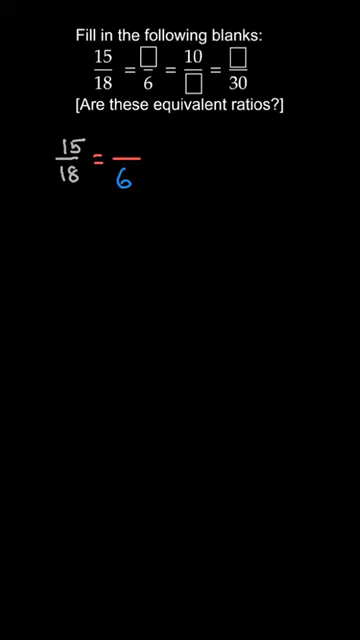 Fill in the following blanks:
15/18 = □/6 = 10/□ = □/30
[Are these equivalent ratios?]
15/18 = /6